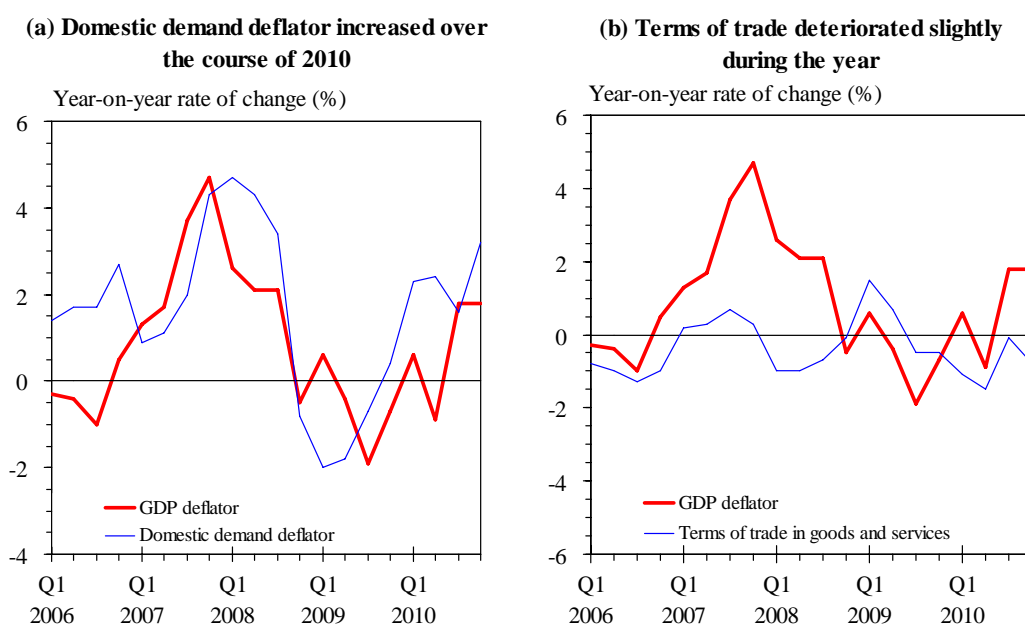 (a) Domestic demand deflator increased over
the course of 2010
Year-on-year rate of change (%)
6
4
2
0
-2
-4
GDP deflator
Domestic demand deflator
Q1 Q1 Q1 Q1 Q1
2006 2007 2008 2009 2010
(b) Terms of trade deteriorated slightly
during the year
Year-on-year rate of change (%)
6
4
2
0
-2
-4
-6
GDP deflator
Terms of trade in goods and services
Q1 Q1 Q1 Q1 Q1
2006 2007 2008 2009 2010